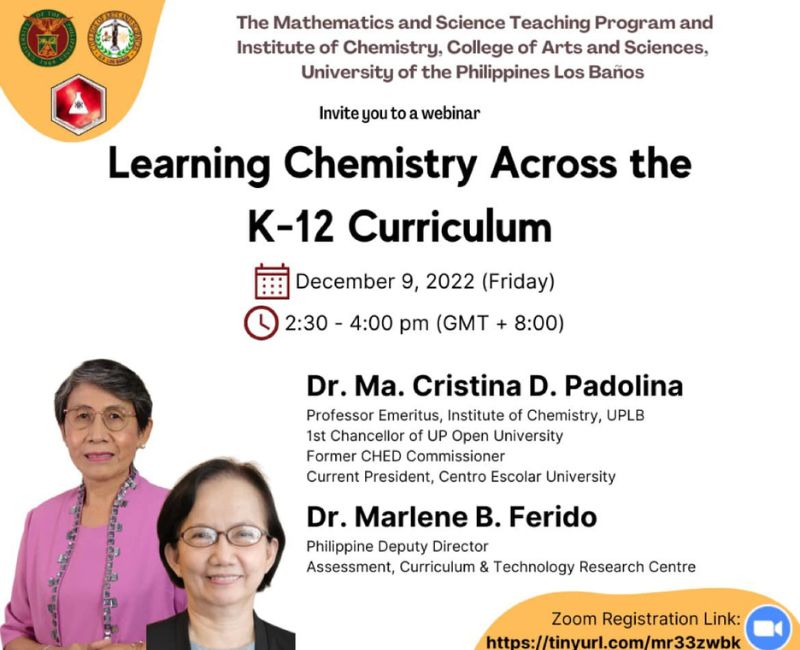 The Mathematics and Science Teaching Program and
Institute of Chemistry, College of Arts and Sciences,
University of the Philippines Los Baños
Invite you to a webinar
Learning Chemistry Across the
K-12 Curriculum
December 9, 2022 (Friday)
2:30 - 4:00 pm (GMT + 8:00)
Dr. Ma. Cristina D. Padolina
Professor Emeritus, Institute of Chemistry, UPLB
1st Chancellor of UP Open University
Former CHED Commissioner
Current President, Centro Escolar University
Dr. Marlene B. Ferido
Philippine Deputy Director
Assessment, Curriculum & Technology Research Centre
Zoom Registration Link:
https://tinyurl.com/mr33zwbk